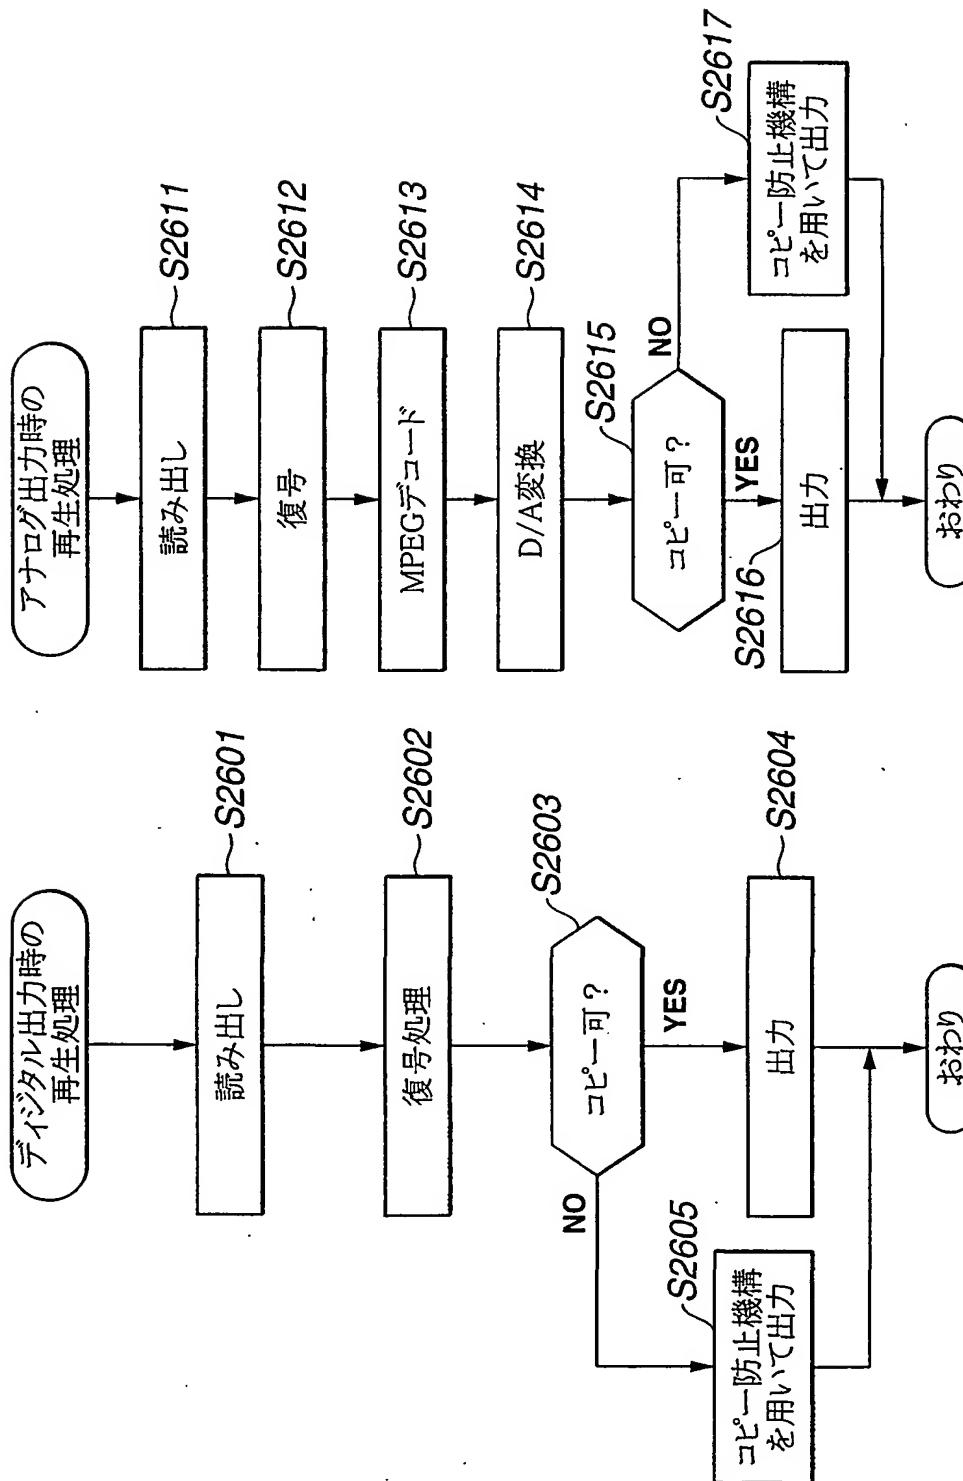 ディジタル出力時の
再生処理
読み出し
S2601
復号処理
S2602
コピー可?
S2603
NO
YES
コピー防止機構
を用いて出力
S2605
出力
S2604
おわり
アナログ出力時の
再生処理
読み出し
S2611
復号
S2612
MPEGデコード
S2613
D/A変換
S2614
コピー可?
S2615
NO
YES
S2616
出力
コピー防止機構
を用いて出力
S2617
おわり